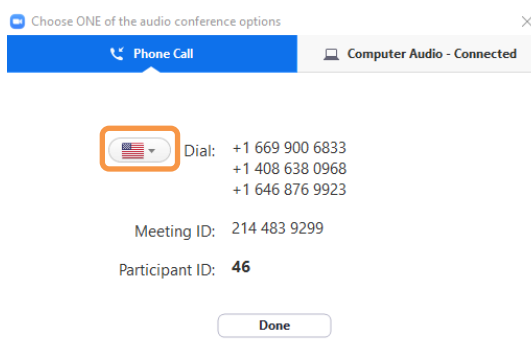 Choose ONE of the audio conference options
Phone Call
Computer Audio - Connected
Dial: +1 669 900 6833
+1 408 638 0968
+1 646 876 9923
Meeting ID: 214 483 9299
Participant ID: 46
Done